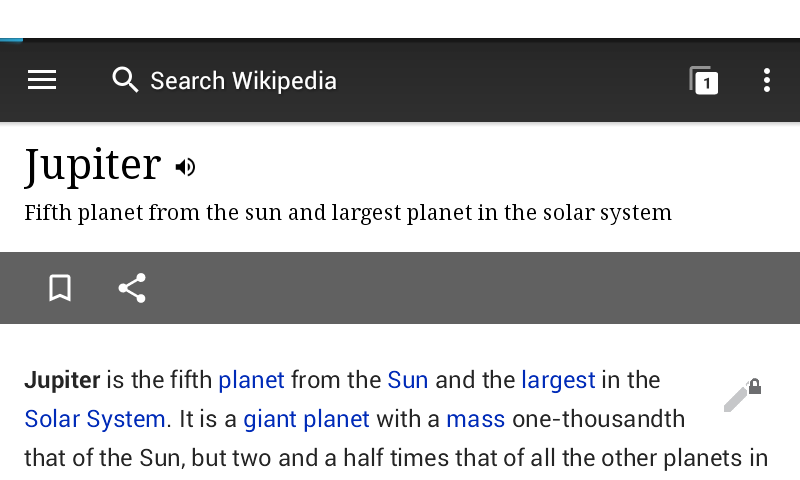 Search Wikipedia
1
Jupiter
Fifth planet from the sun and largest planet in the solar system
Jupiter is the fifth planet from the Sun and the largest in the
Solar System. It is a giant planet with a mass one-thousandth
that of the Sun, but two and a half times that of all the other planets in